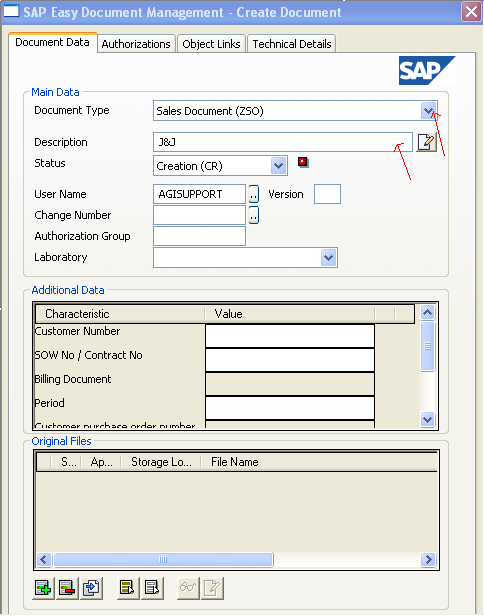 SAP Easy Document Management - Create Document
Document Data Authorizations Object Links Technical Details
SAP
Main Data
Document Type Sales Document (ZSO)
Description J&J
Status Creation (CR)
User Name AGISUPPORT .. Version
Change Number ..
Authorization Group
Laboratory
Additional Data
Characteristic Value
Customer Number
SOW No / Contract No
Billing Document
Period
Customer purchase order number
Original Files
S... Ap... Storage Lo... File Name